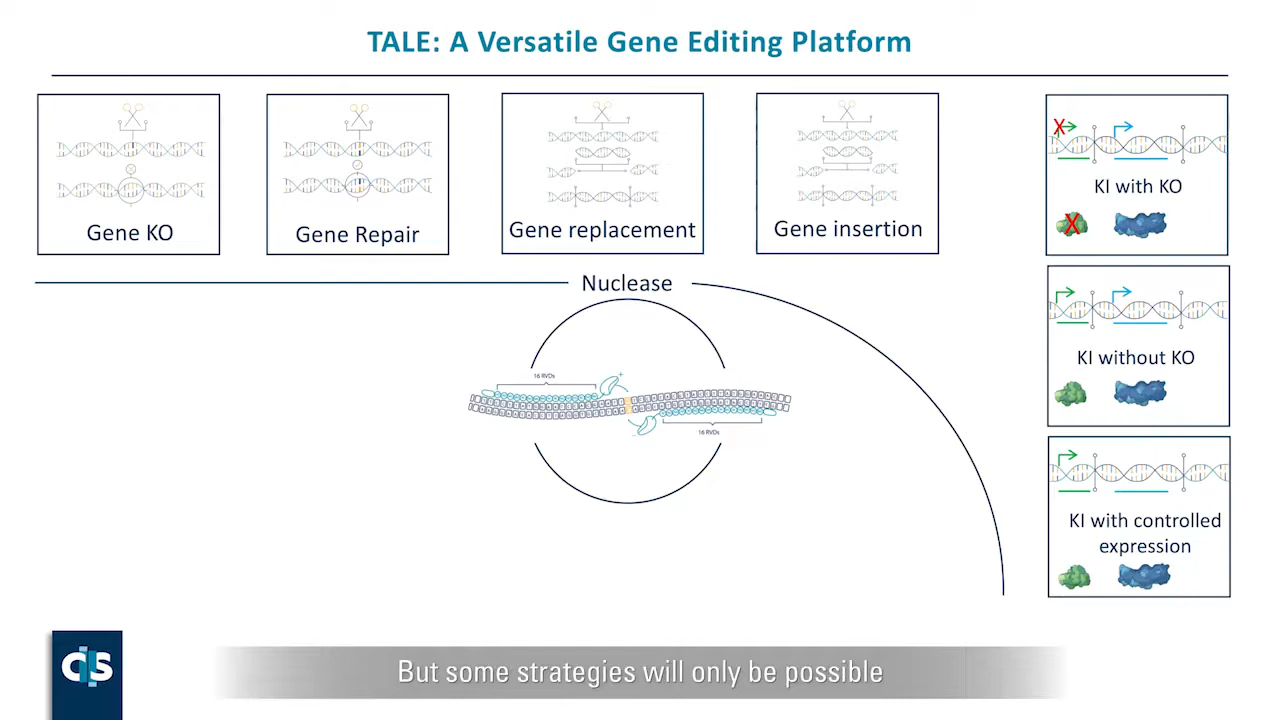 TALE: A Versatile Gene Editing Platform
Gene KO
Gene Repair
Gene replacement
Gene insertion
X
KI with KO
X
Nuclease
KI without KO
16 RVDs
16 RVDs
KI with controlled
expression
cls
But some strategies will only be possible